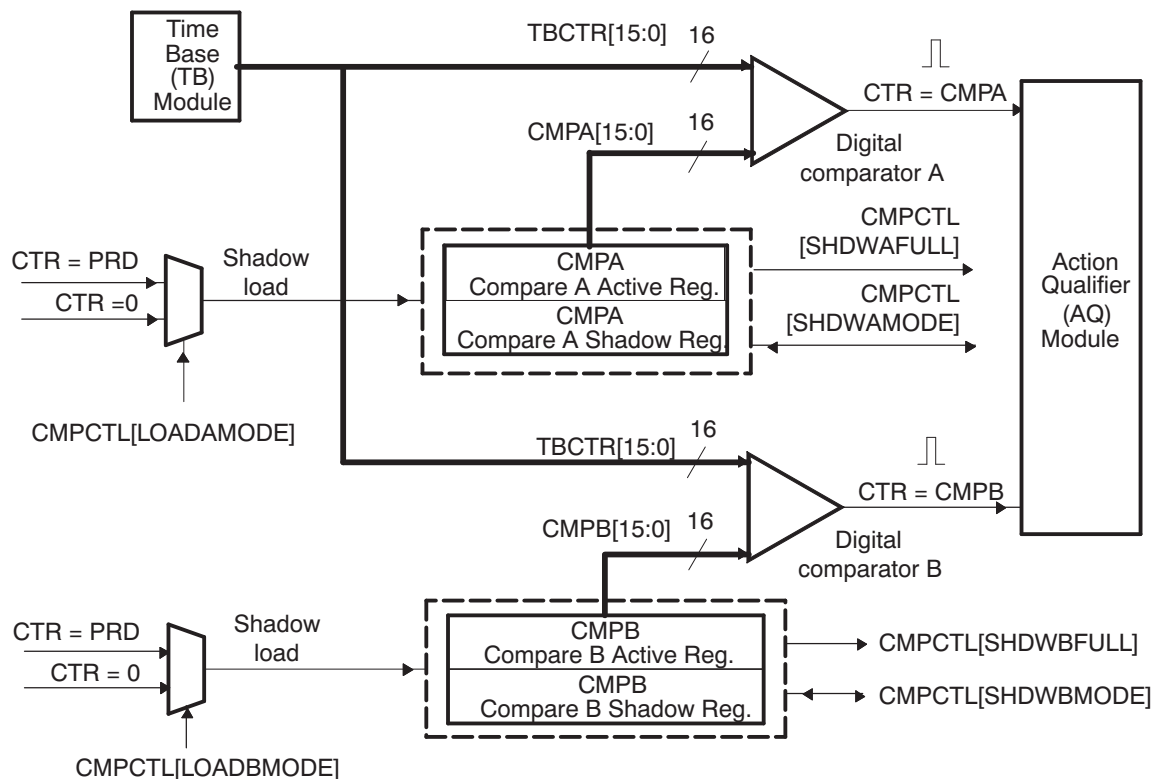 Time
Base
(TB)
Module
TBCTR[15:0]
16
CTR = CMPA
CMPA[15:0]
16
Digital
comparator A
CMPCTL
[SHDWAFULL]
CMPCTL
[SHDWAMODE]
Action
Qualifier
(AQ)
Module
CTR = PRD
CTR =0
Shadow
load
CMPA
Compare A Active Reg.
CMPA
Compare A Shadow Reg.
CMPCTL[LOADAMODE]
TBCTR[15:0]
16
CTR = CMPB
CMPB[15:0]
16
Digital
comparator B
CTR = PRD
CTR = 0
Shadow
load
CMPB
Compare B Active Reg.
CMPB
Compare B Shadow Reg.
CMPCTL[SHDWBFULL]
CMPCTL[SHDWBMODE]
CMPCTL[LOADBMODE]